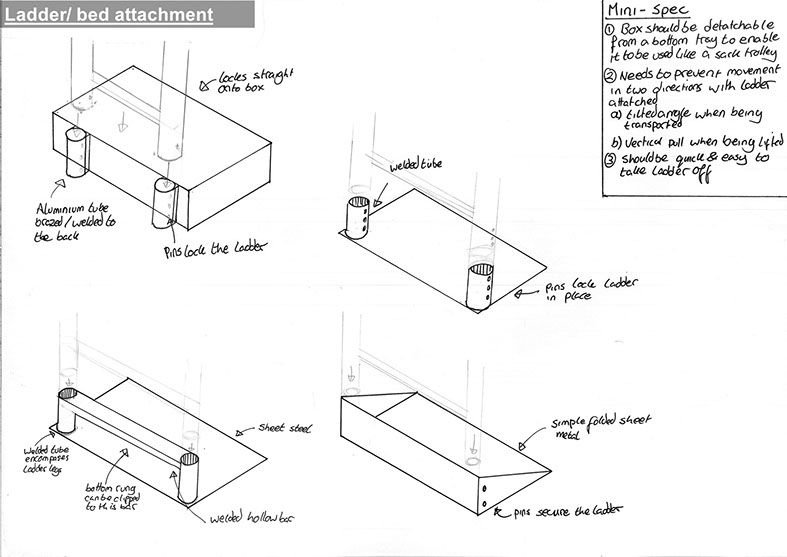 Ladder/ bed attachment
Mini-spec
① Box should be detatchable
from a bottom tray to enable
it to be used like a sack trolley
② Needs to prevent movement
in two directions with ladder
attatched
a) tilted angle when being
transported
b) Vertical pull when being lifted
③ Should be quick & easy to
take ladder off
Locks straight
onto box
Aluminium tube
brazed/welded to
the back
Pins lock the ladder
welded tube
pins lock ladder
in place
Sheet steel
Welded tube
encompasses
ladder legs
bottom rung
can be clipped
to this bar
welded hollow bar
simple folded sheet
metal
pins secure the ladder